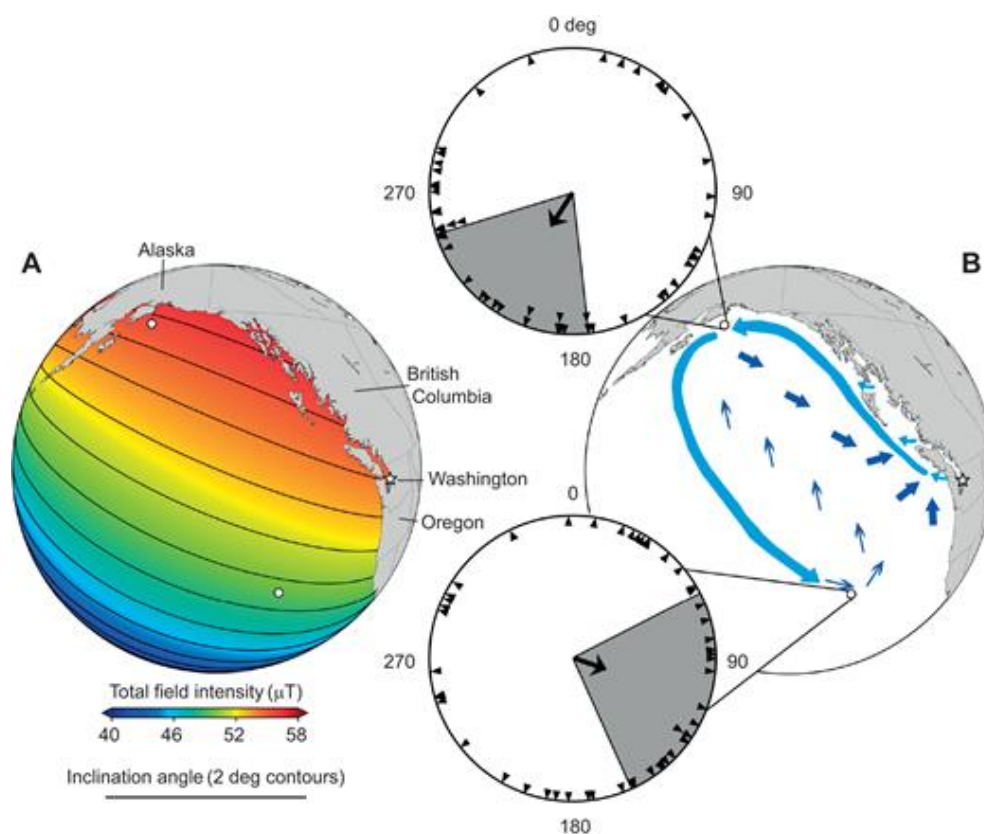 0 deg
270
90
180
A
Alaska
British
Columbia
Washington
Oregon
Total field intensity (μT)
40 46 52 58
Inclination angle (2 deg contours)
B
0
270
90
180